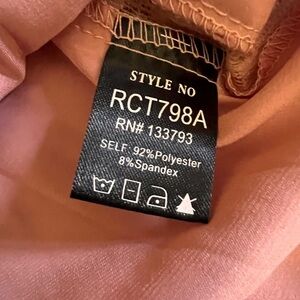 STYLE NO
RCT798A
RN# 133793
SELF: 92%Polyester
8%Spandex